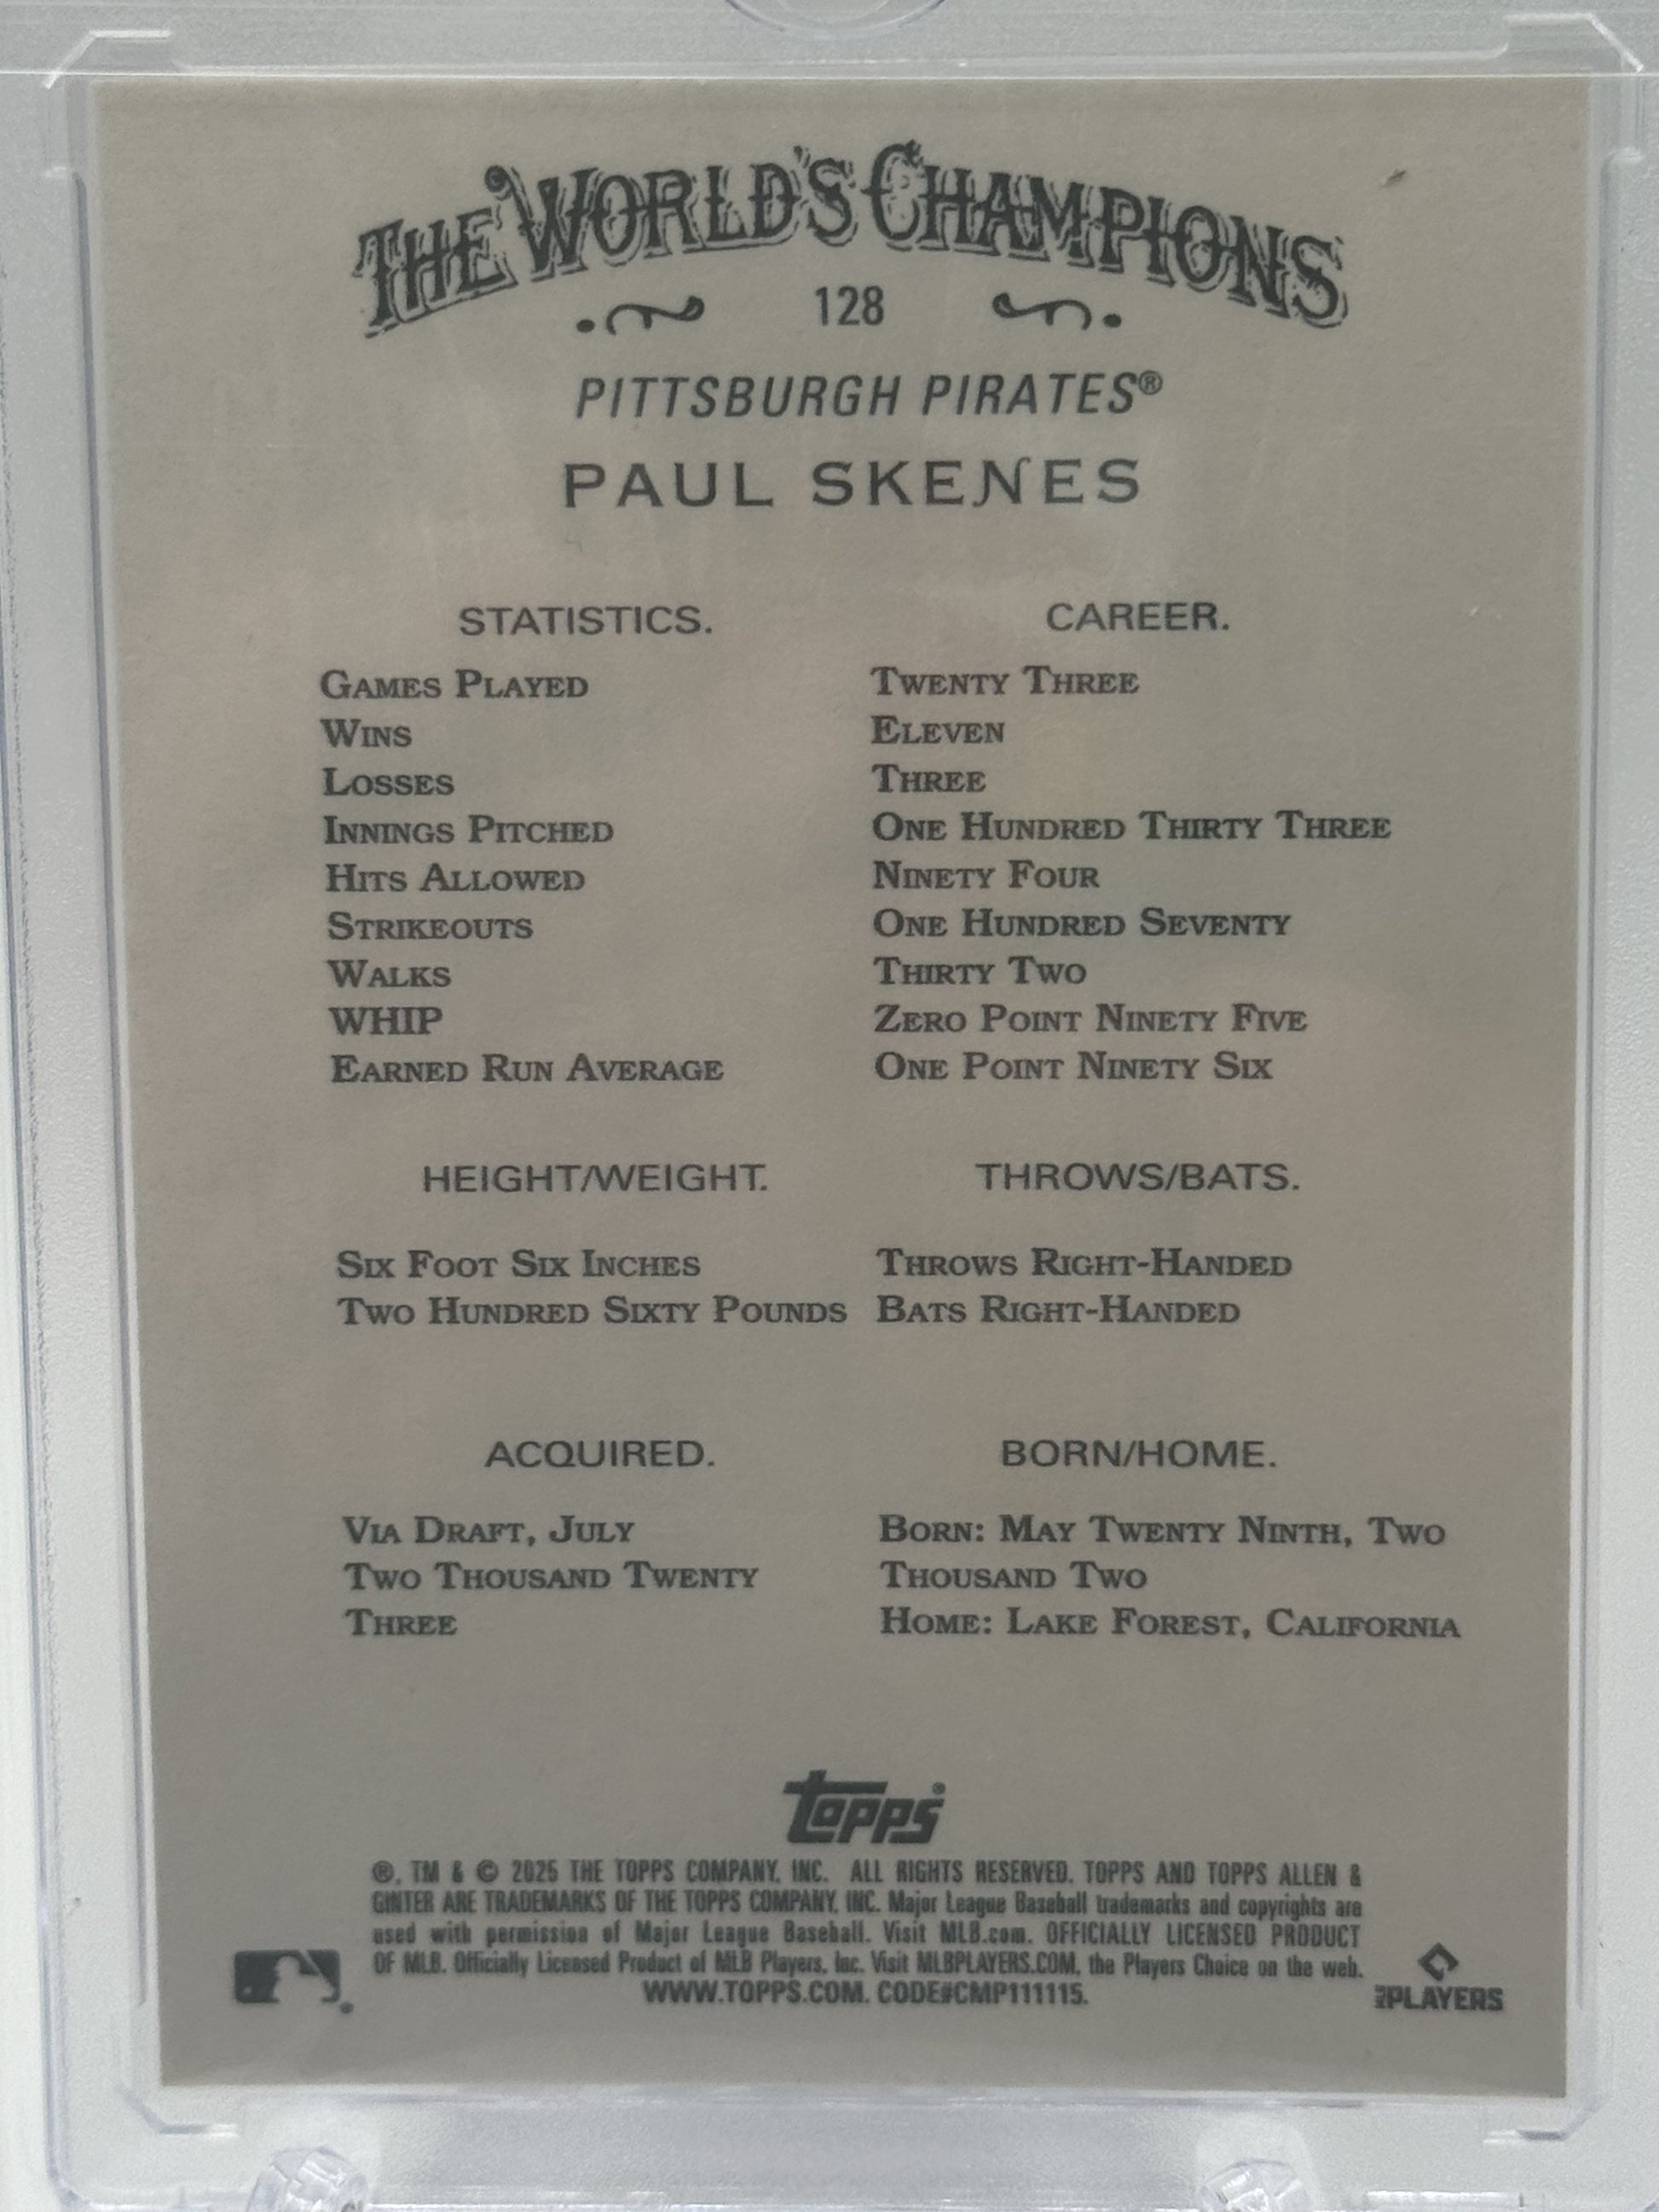 THE WORLD'S CHAMPIONS
128
PITTSBURGH PIRATES®
PAUL SKENES
STATISTICS. CAREER.
GAMES PLAYED TWENTY THREE
WINS ELEVEN
LOSSES THREE
INNINGS PITCHED ONE HUNDRED THIRTY THREE
HITS ALLOWED NINETY FOUR
STRIKEOUTS ONE HUNDRED SEVENTY
WALKS THIRTY TWO
WHIP ZERO POINT NINETY FIVE
EARNED RUN AVERAGE ONE POINT NINETY SIX
HEIGHT/WEIGHT. THROWS/BATS.
SIX FOOT SIX INCHES THROWS RIGHT-HANDED
TWO HUNDRED SIXTY POUNDS BATS RIGHT-HANDED
ACQUIRED. BORN/HOME.
VIA DRAFT, JULY BORN: MAY TWENTY NINTH, TWO
TWO THOUSAND TWENTY THOUSAND TWO
THREE HOME: LAKE FOREST, CALIFORNIA
topps®
®, TM & © 2025 THE TOPPS COMPANY, INC. ALL RIGHTS RESERVED. TOPPS AND TOPPS ALLEN &
GINTER ARE TRADEMARKS OF THE TOPPS COMPANY, INC. Major League Baseball trademarks and copyrights are
used with permission of Major League Baseball. Visit MLB.com. OFFICIALLY LICENSED PRODUCT
OF MLB. Officially Licensed Product of MLB Players, Inc. Visit MLBPLAYERS.COM, the Players Choice on the web.
WWW.TOPPS.COM. CODE#CMP111115.
PLAYERS